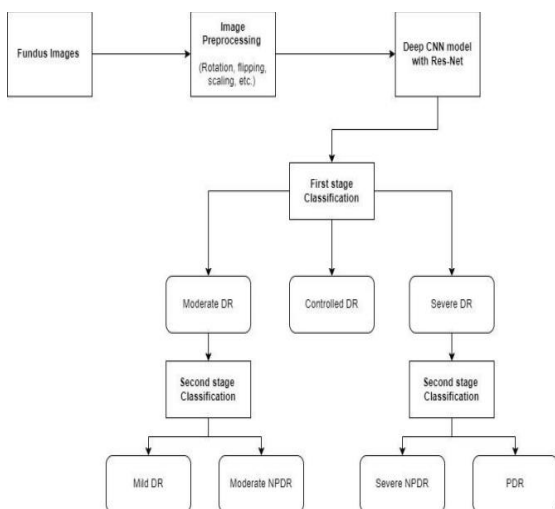 Fundus Images
Image
Preprocessing
(Rotation, flipping,
scaling, etc.)
Deep CNN model
with Res-Net
First stage
Classification
Moderate DR
Controlled DR
Severe DR
Second stage
Classification
Second stage
Classification
Mild DR
Moderate NPDR
Severe NPDR
PDR